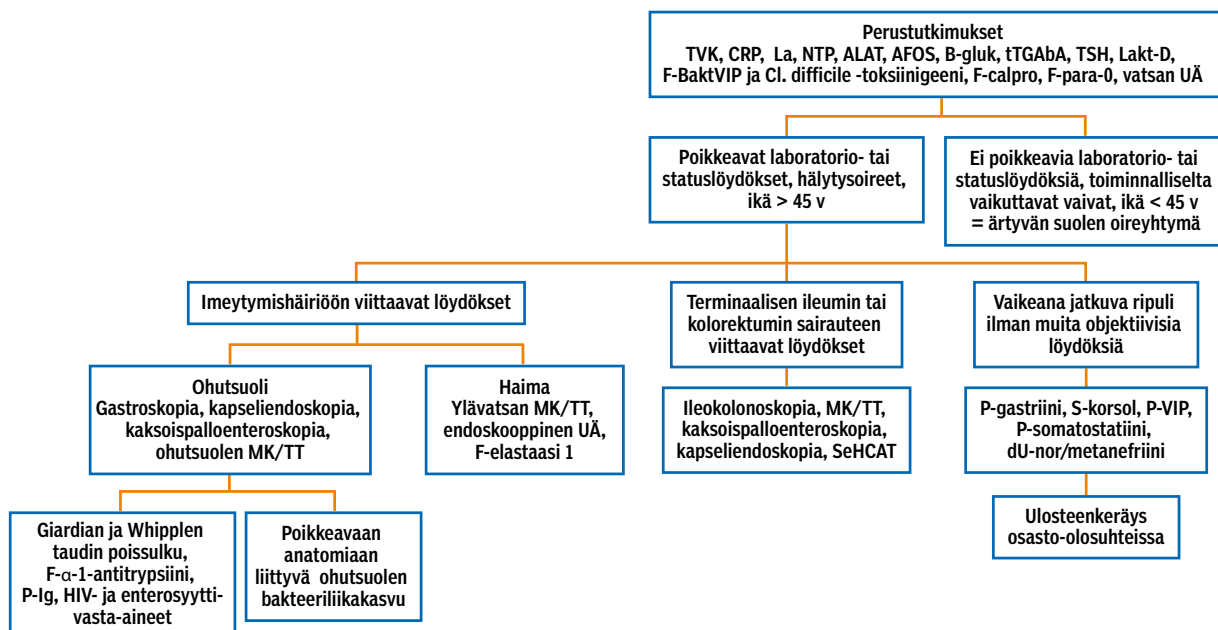 Perustutkimukset
TVK, CRP, La, NTP, ALAT, AFOS, B-gluk, tTGAbA, TSH, Lakt-D,
F-BaktVIP ja Cl. difficile -toksiinigeeni, F-calpro, F-para-0, vatsan UÄ
Poikkeavat laboratorio- tai
statuslöydökset, hälytysoireet,
ikä > 45 v
Ei poikkeavia laboratorio- tai
statuslöydöksiä, toiminnalliselta
vaikuttavat vaivat, ikä < 45 v
= ärtyvän suolen oireyhtymä
Imeytymishäiriöön viittaavat löydökset
Terminaalisen ileumin tai
kolorektumin sairauteen
viittaavat löydökset
Vaikeana jatkuva ripuli
ilman muita objektiivisia
löydöksiä
Ohutsuoli
Gastroskopia, kapseliendoskopia,
kaksoispalloenteroskopia,
ohutsuolen MK/TT
Haima
Ylävatsan MK/TT,
endoskooppinen UÄ,
F-elastaasi 1
Ileokolonoskopia, MK/TT,
kaksoispalloenteroskopia,
kapseliendoskopia, SeHCAT
P-gastriini, S-korsol, P-VIP,
P-somatostatiini,
dU-nor/metanefriini
Giardian ja Whipplen
taudin poissulku,
F-α-1-antitrypsiini,
P-Ig, HIV- ja enterosyytti-
vasta-aineet
Poikkeavaan
anatomiaan
liittyvä ohutsuolen
bakteeriliikakasvu
Ulosteenkeräys
osasto-olosuhteissa